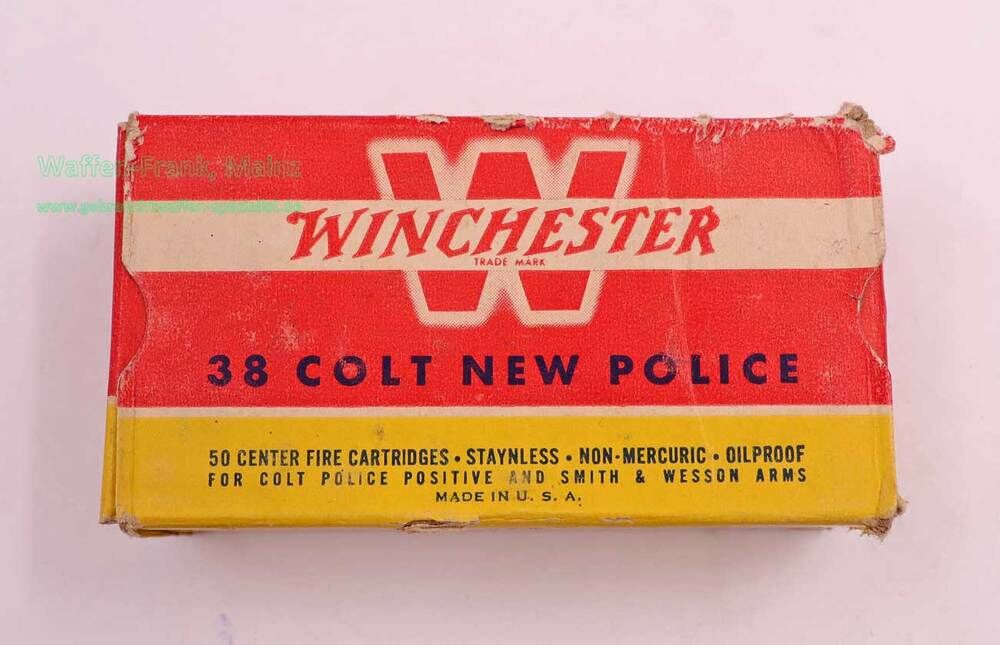 Waffen-Frank, Mainz
W
WINCHESTER
TRADE MARK
38 COLT NEW POLICE
50 CENTER FIRE CARTRIDGES • STAYNLESS • NON-MERCURIC • OILPROOF
FOR COLT POLICE POSITIVE AND SMITH & WESSON ARMS
MADE IN U. S. A.